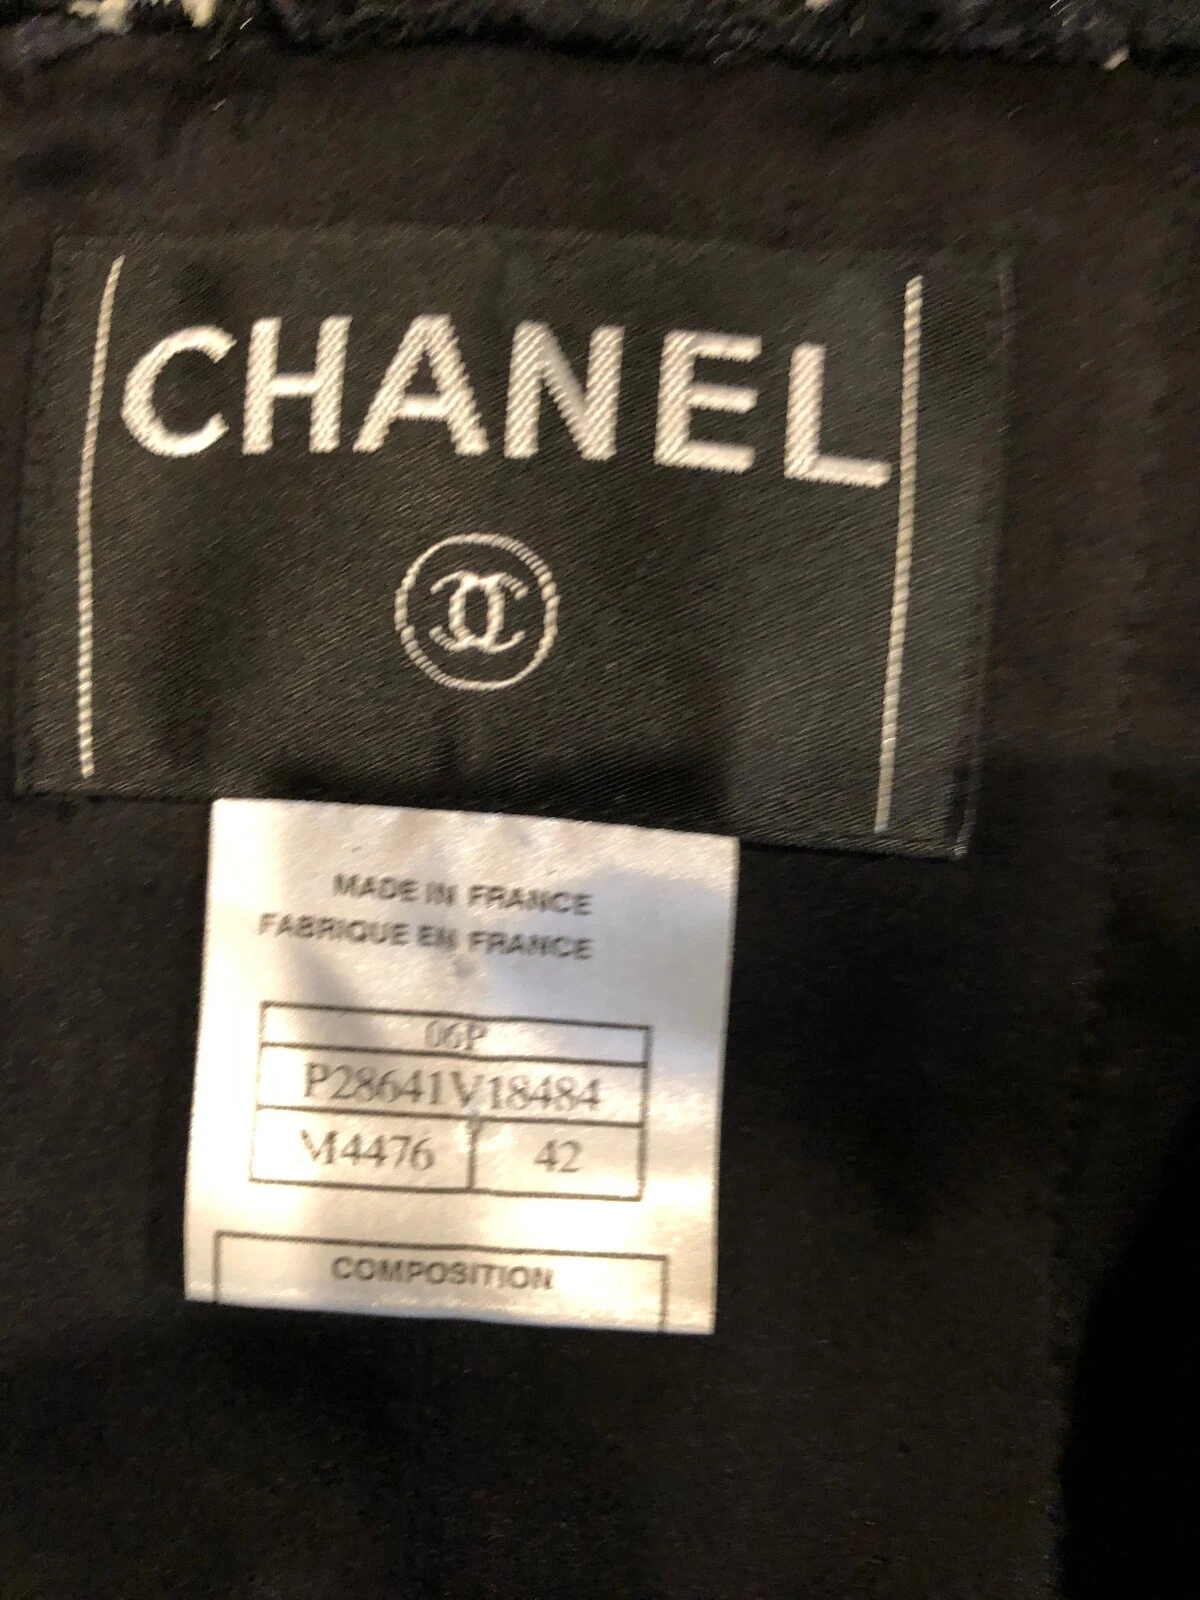 CHANEL
MADE IN FRANCE
FABRIQUE EN FRANCE
06P
P28641V18484
M4476 42
COMPOSITION